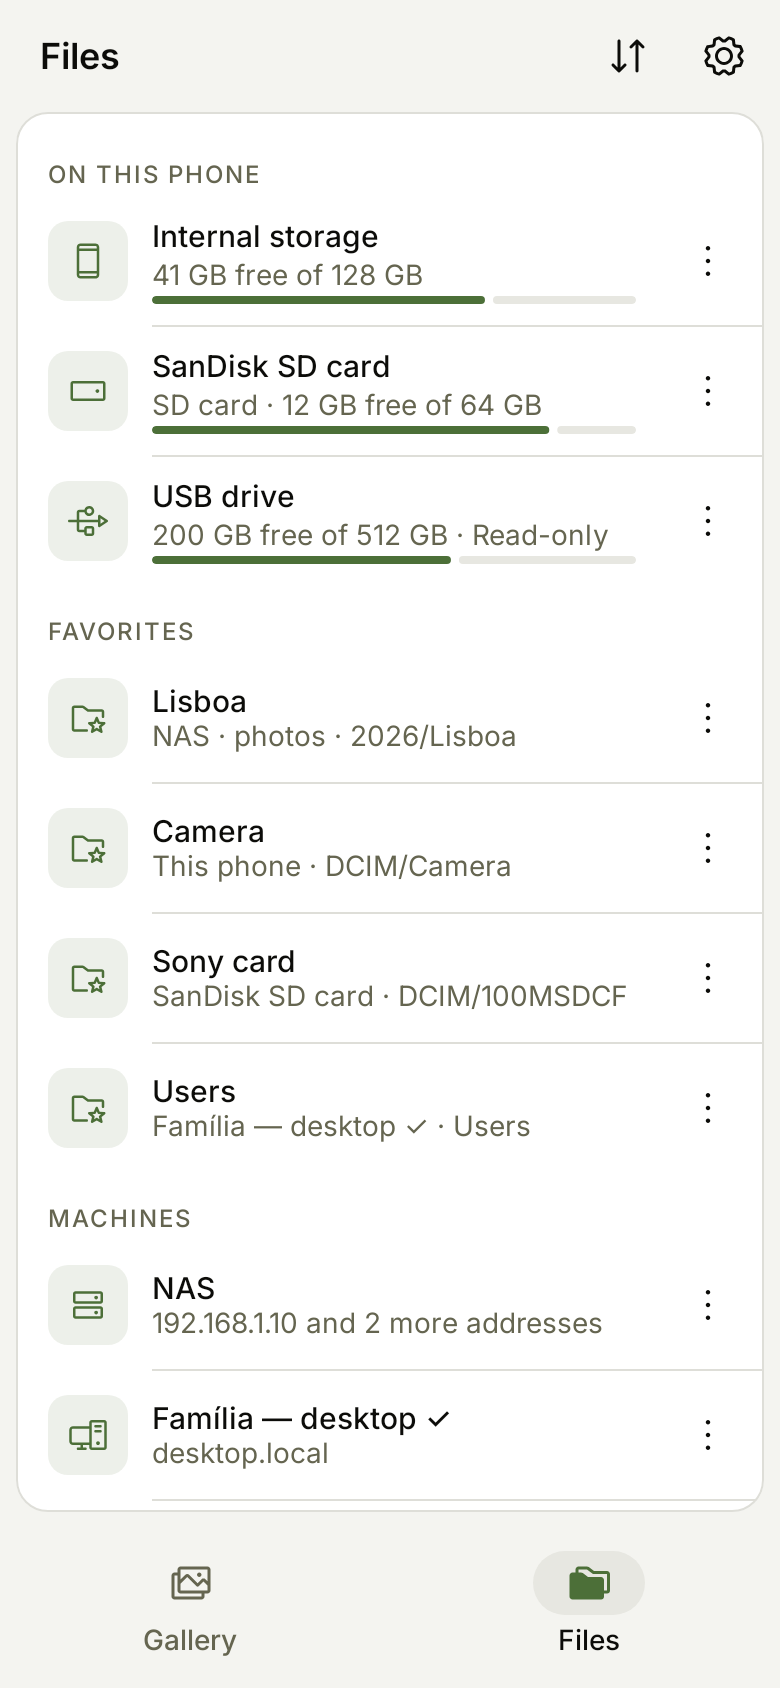 Files
ON THIS PHONE
Internal storage
41 GB free of 128 GB
SanDisk SD card
SD card · 12 GB free of 64 GB
USB drive
200 GB free of 512 GB · Read-only
FAVORITES
Lisboa
NAS · photos · 2026/Lisboa
Camera
This phone · DCIM/Camera
Sony card
SanDisk SD card · DCIM/100MSDCF
Users
Família — desktop ✓ · Users
MACHINES
NAS
192.168.1.10 and 2 more addresses
Família — desktop ✓
desktop.local
Gallery
Files